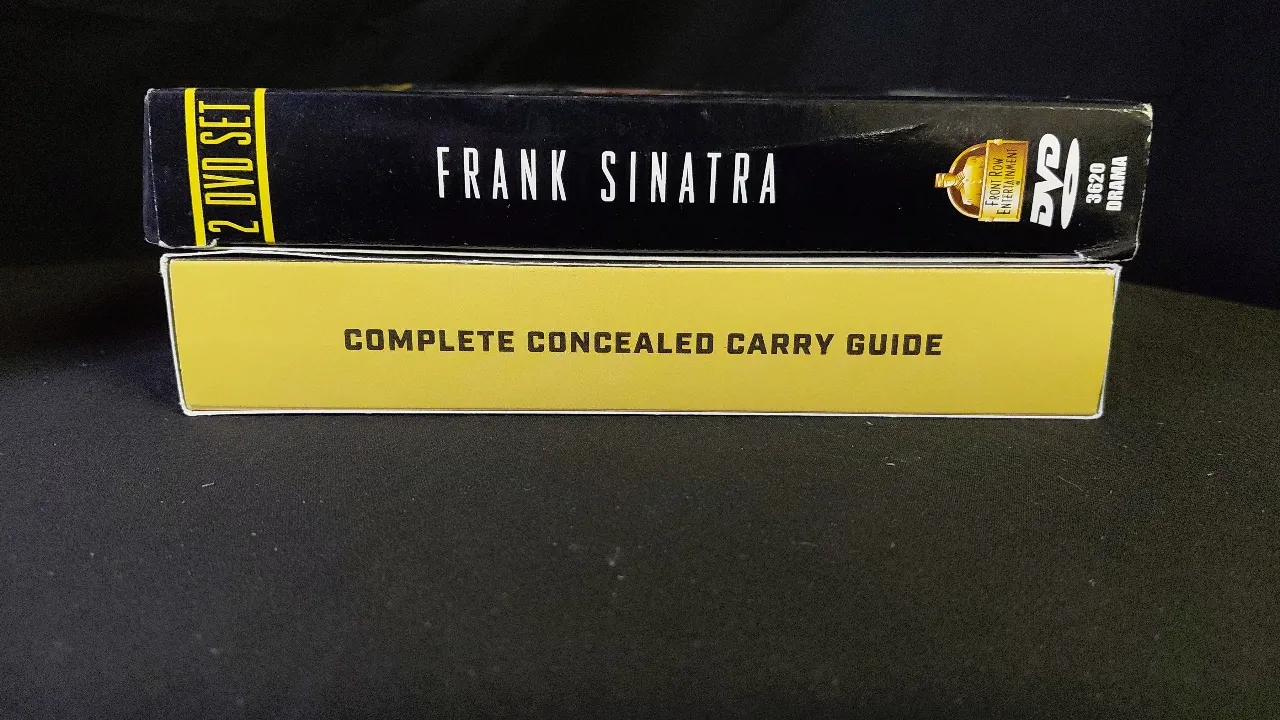 2 DVD SET
FRANK SINATRA
FRONT ROW
ENTERTAINMENT
DVD
3620
DRAMA
COMPLETE CONCEALED CARRY GUIDE